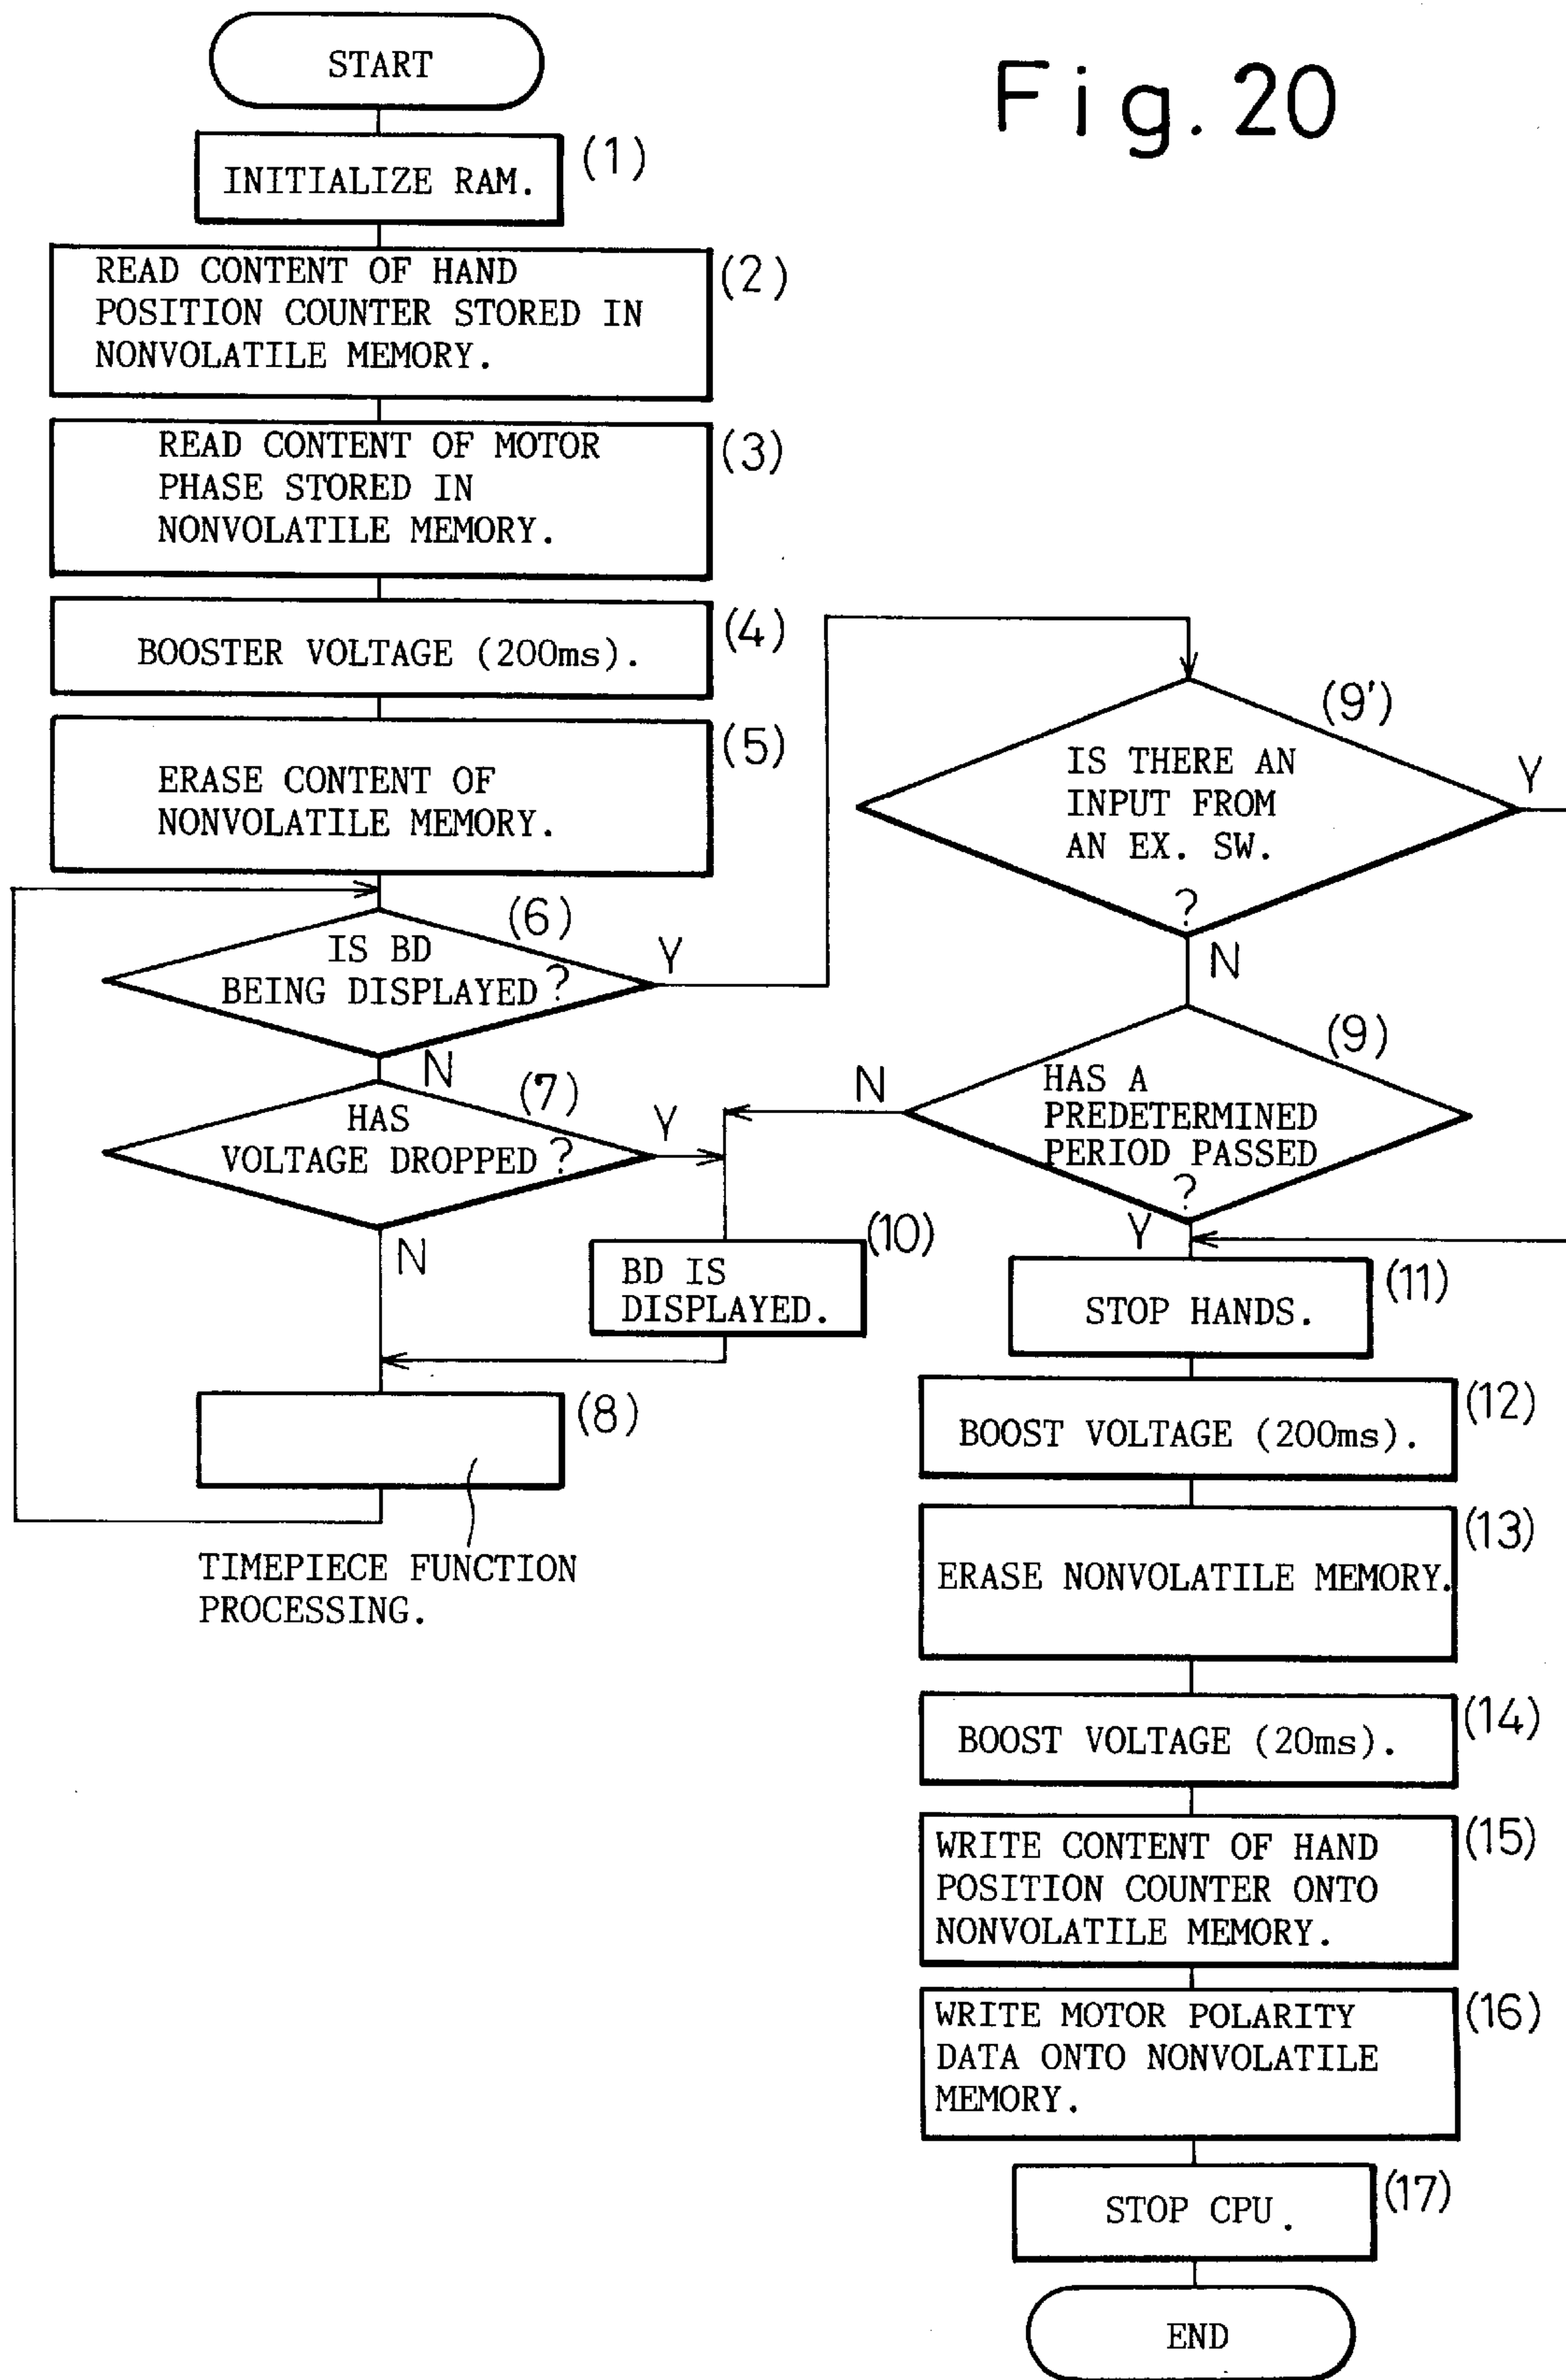 Fig. 20
START
INITIALIZE RAM.
(1)
READ CONTENT OF HAND
POSITION COUNTER STORED IN
NONVOLATILE MEMORY.
(2)
READ CONTENT OF MOTOR
PHASE STORED IN
NONVOLATILE MEMORY.
(3)
BOOSTER VOLTAGE (200ms).
(4)
ERASE CONTENT OF
NONVOLATILE MEMORY.
(5)
IS BD
BEING DISPLAYED?
(6)
Y
N
HAS
VOLTAGE DROPPED?
(7)
Y
N
(8)
TIMEPIECE FUNCTION
PROCESSING.
IS THERE AN
INPUT FROM
AN EX. SW.
?
(9')
Y
N
HAS A
PREDETERMINED
PERIOD PASSED
?
(9)
N
Y
BD IS
DISPLAYED.
(10)
STOP HANDS.
(11)
BOOST VOLTAGE (200ms).
(12)
ERASE NONVOLATILE MEMORY.
(13)
BOOST VOLTAGE (20ms).
(14)
WRITE CONTENT OF HAND
POSITION COUNTER ONTO
NONVOLATILE MEMORY.
(15)
WRITE MOTOR POLARITY
DATA ONTO NONVOLATILE
MEMORY.
(16)
STOP CPU.
(17)
END